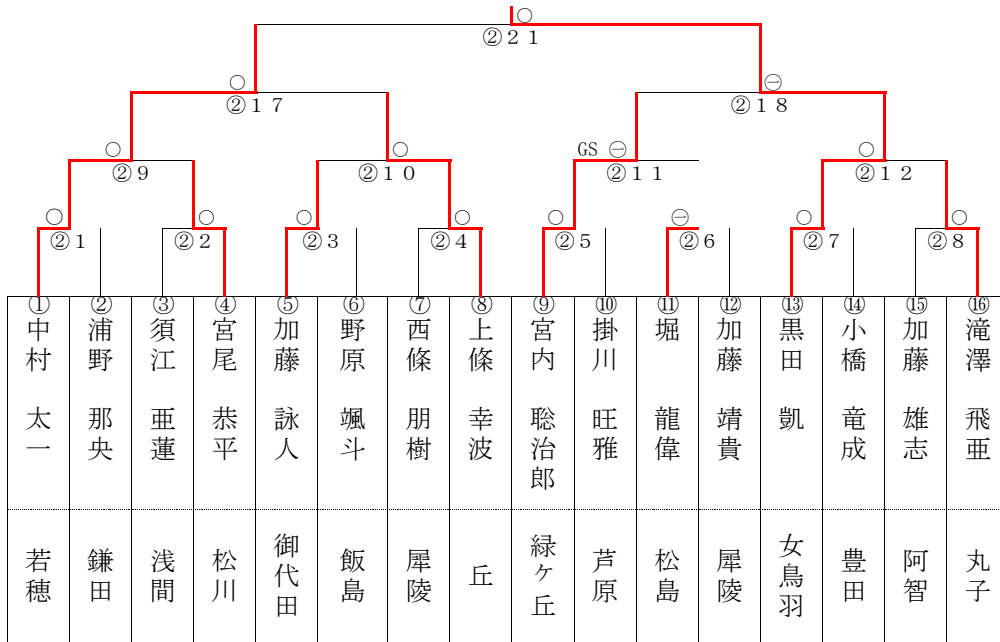 ○
②２１
○ ㊀
②１７ ②１８
○ ○ GS ㊀ ○
②９ ②１０ ②１１ ②１２
○ ○ ○ ○ ○ ㊀ ○ ○
②１ ②２ ②３ ②４ ②５ ②６ ②７ ②８
① ② ③ ④ ⑤ ⑥ ⑦ ⑧ ⑨ ⑩ ⑪ ⑫ ⑬ ⑭ ⑮ ⑯
中村 太一
浦野 那央
須江 亜蓮
宮尾 恭平
加藤 詠人
野原 颯斗
西條 朋樹
上條 幸波
宮内 聡治郎
掛川 旺雅
堀 龍偉
加藤 靖貴
黒田 凱
小橋 竜成
加藤 雄志
滝澤 飛亜
若穂
鎌田
浅間
松川
御代田
飯島
犀陵
丘
緑ヶ丘
芦原
松島
犀陵
女鳥羽
豊田
阿智
丸子